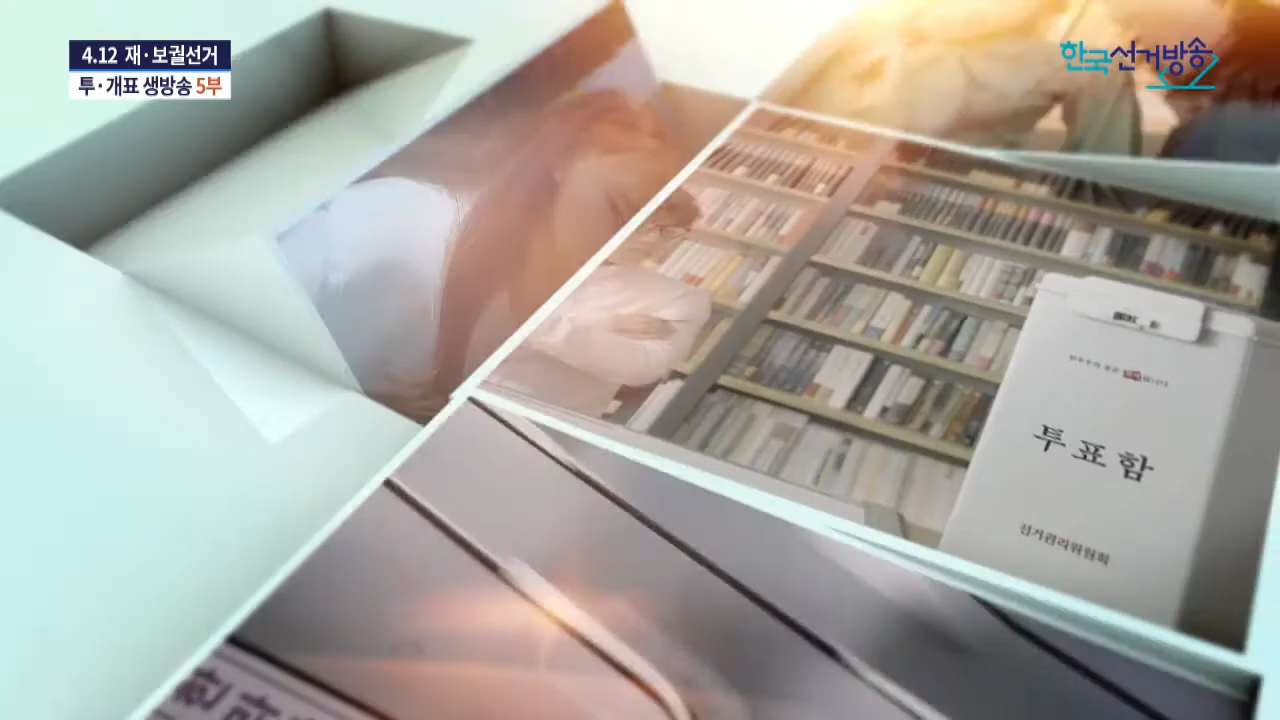 4.12 재·보궐선거
투·개표 생방송 5부
한국선거방송
투표함
선거관리위원회